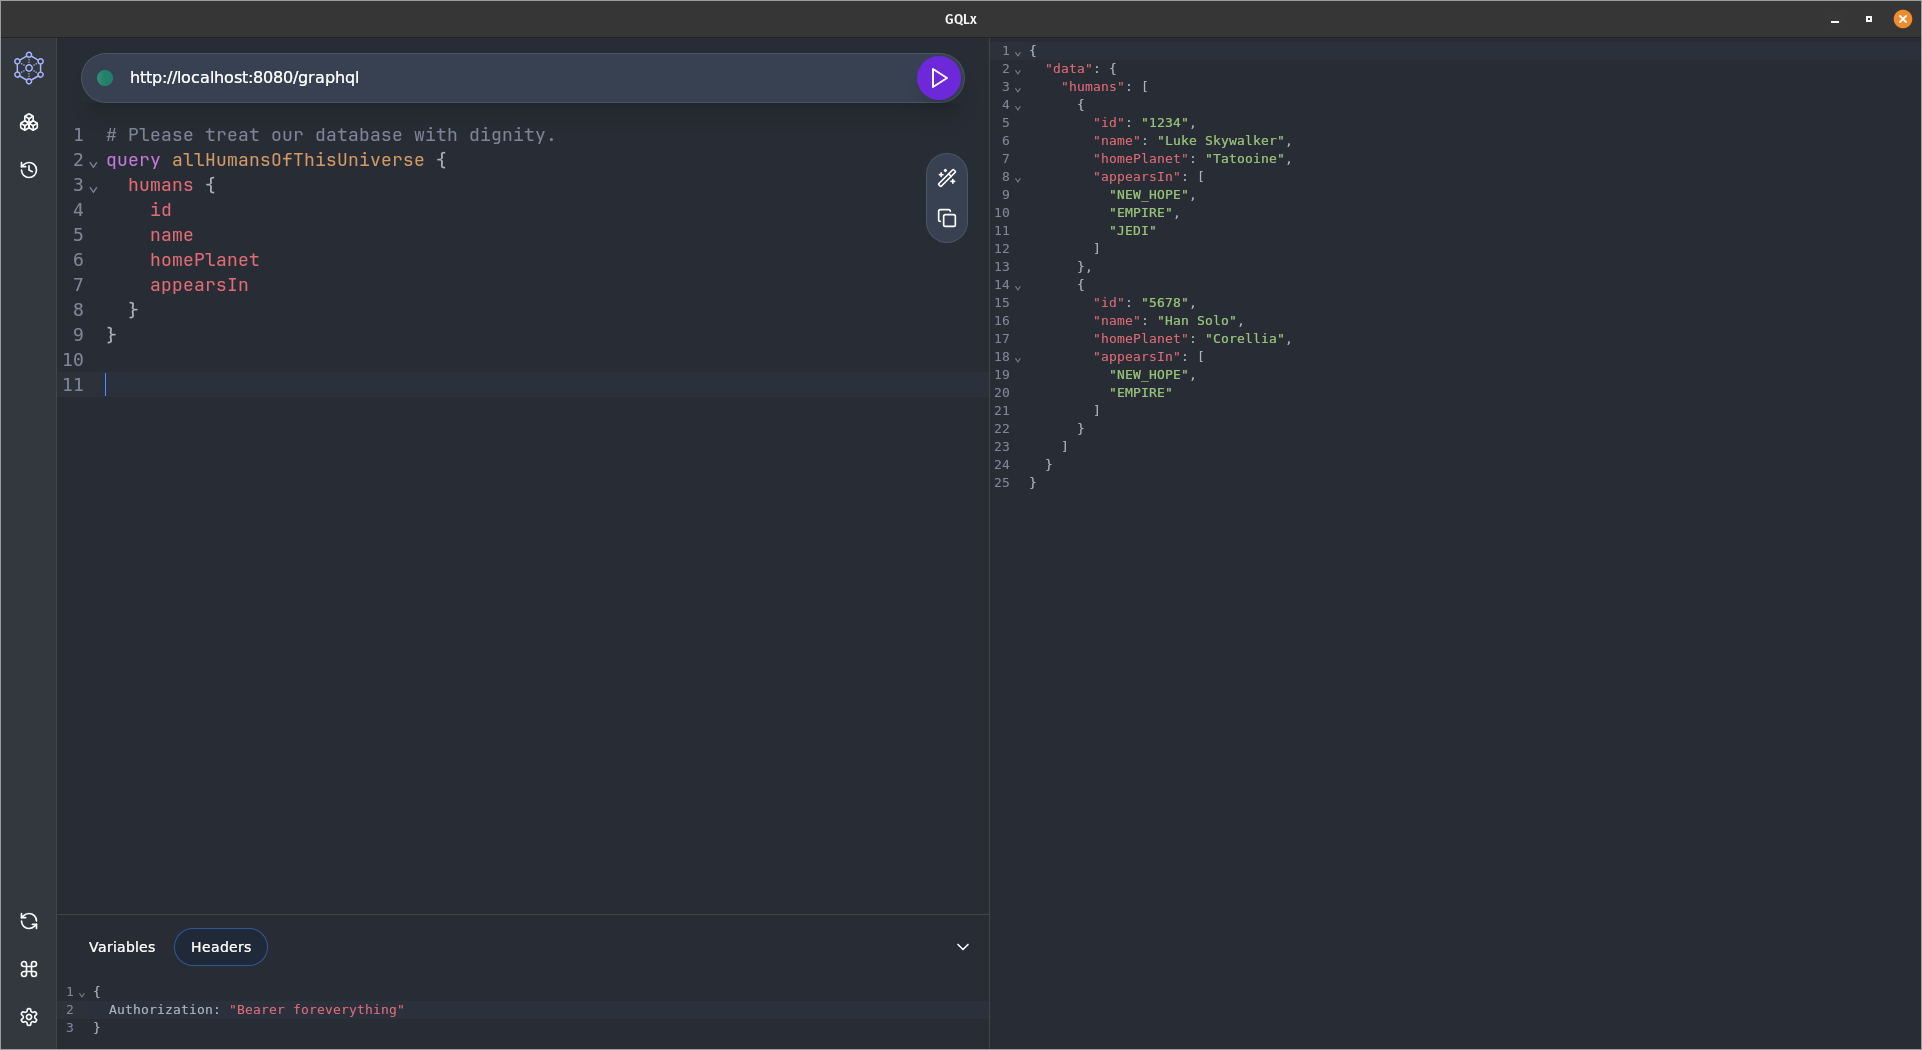 GQLx
http://localhost:8080/graphql
1 # Please treat our database with dignity.
2 query allHumansOfThisUniverse {
3   humans {
4     id
5     name
6     homePlanet
7     appearsIn
8   }
9 }
10
11
Variables
Headers
1 {
2   Authorization: "Bearer foreverything"
3 }
1 {
2   "data": {
3     "humans": [
4       {
5         "id": "1234",
6         "name": "Luke Skywalker",
7         "homePlanet": "Tatooine",
8         "appearsIn": [
9           "NEW_HOPE",
10           "EMPIRE",
11           "JEDI"
12         ]
13       },
14       {
15         "id": "5678",
16         "name": "Han Solo",
17         "homePlanet": "Corellia",
18         "appearsIn": [
19           "NEW_HOPE",
20           "EMPIRE"
21         ]
22       }
23     ]
24   }
25 }